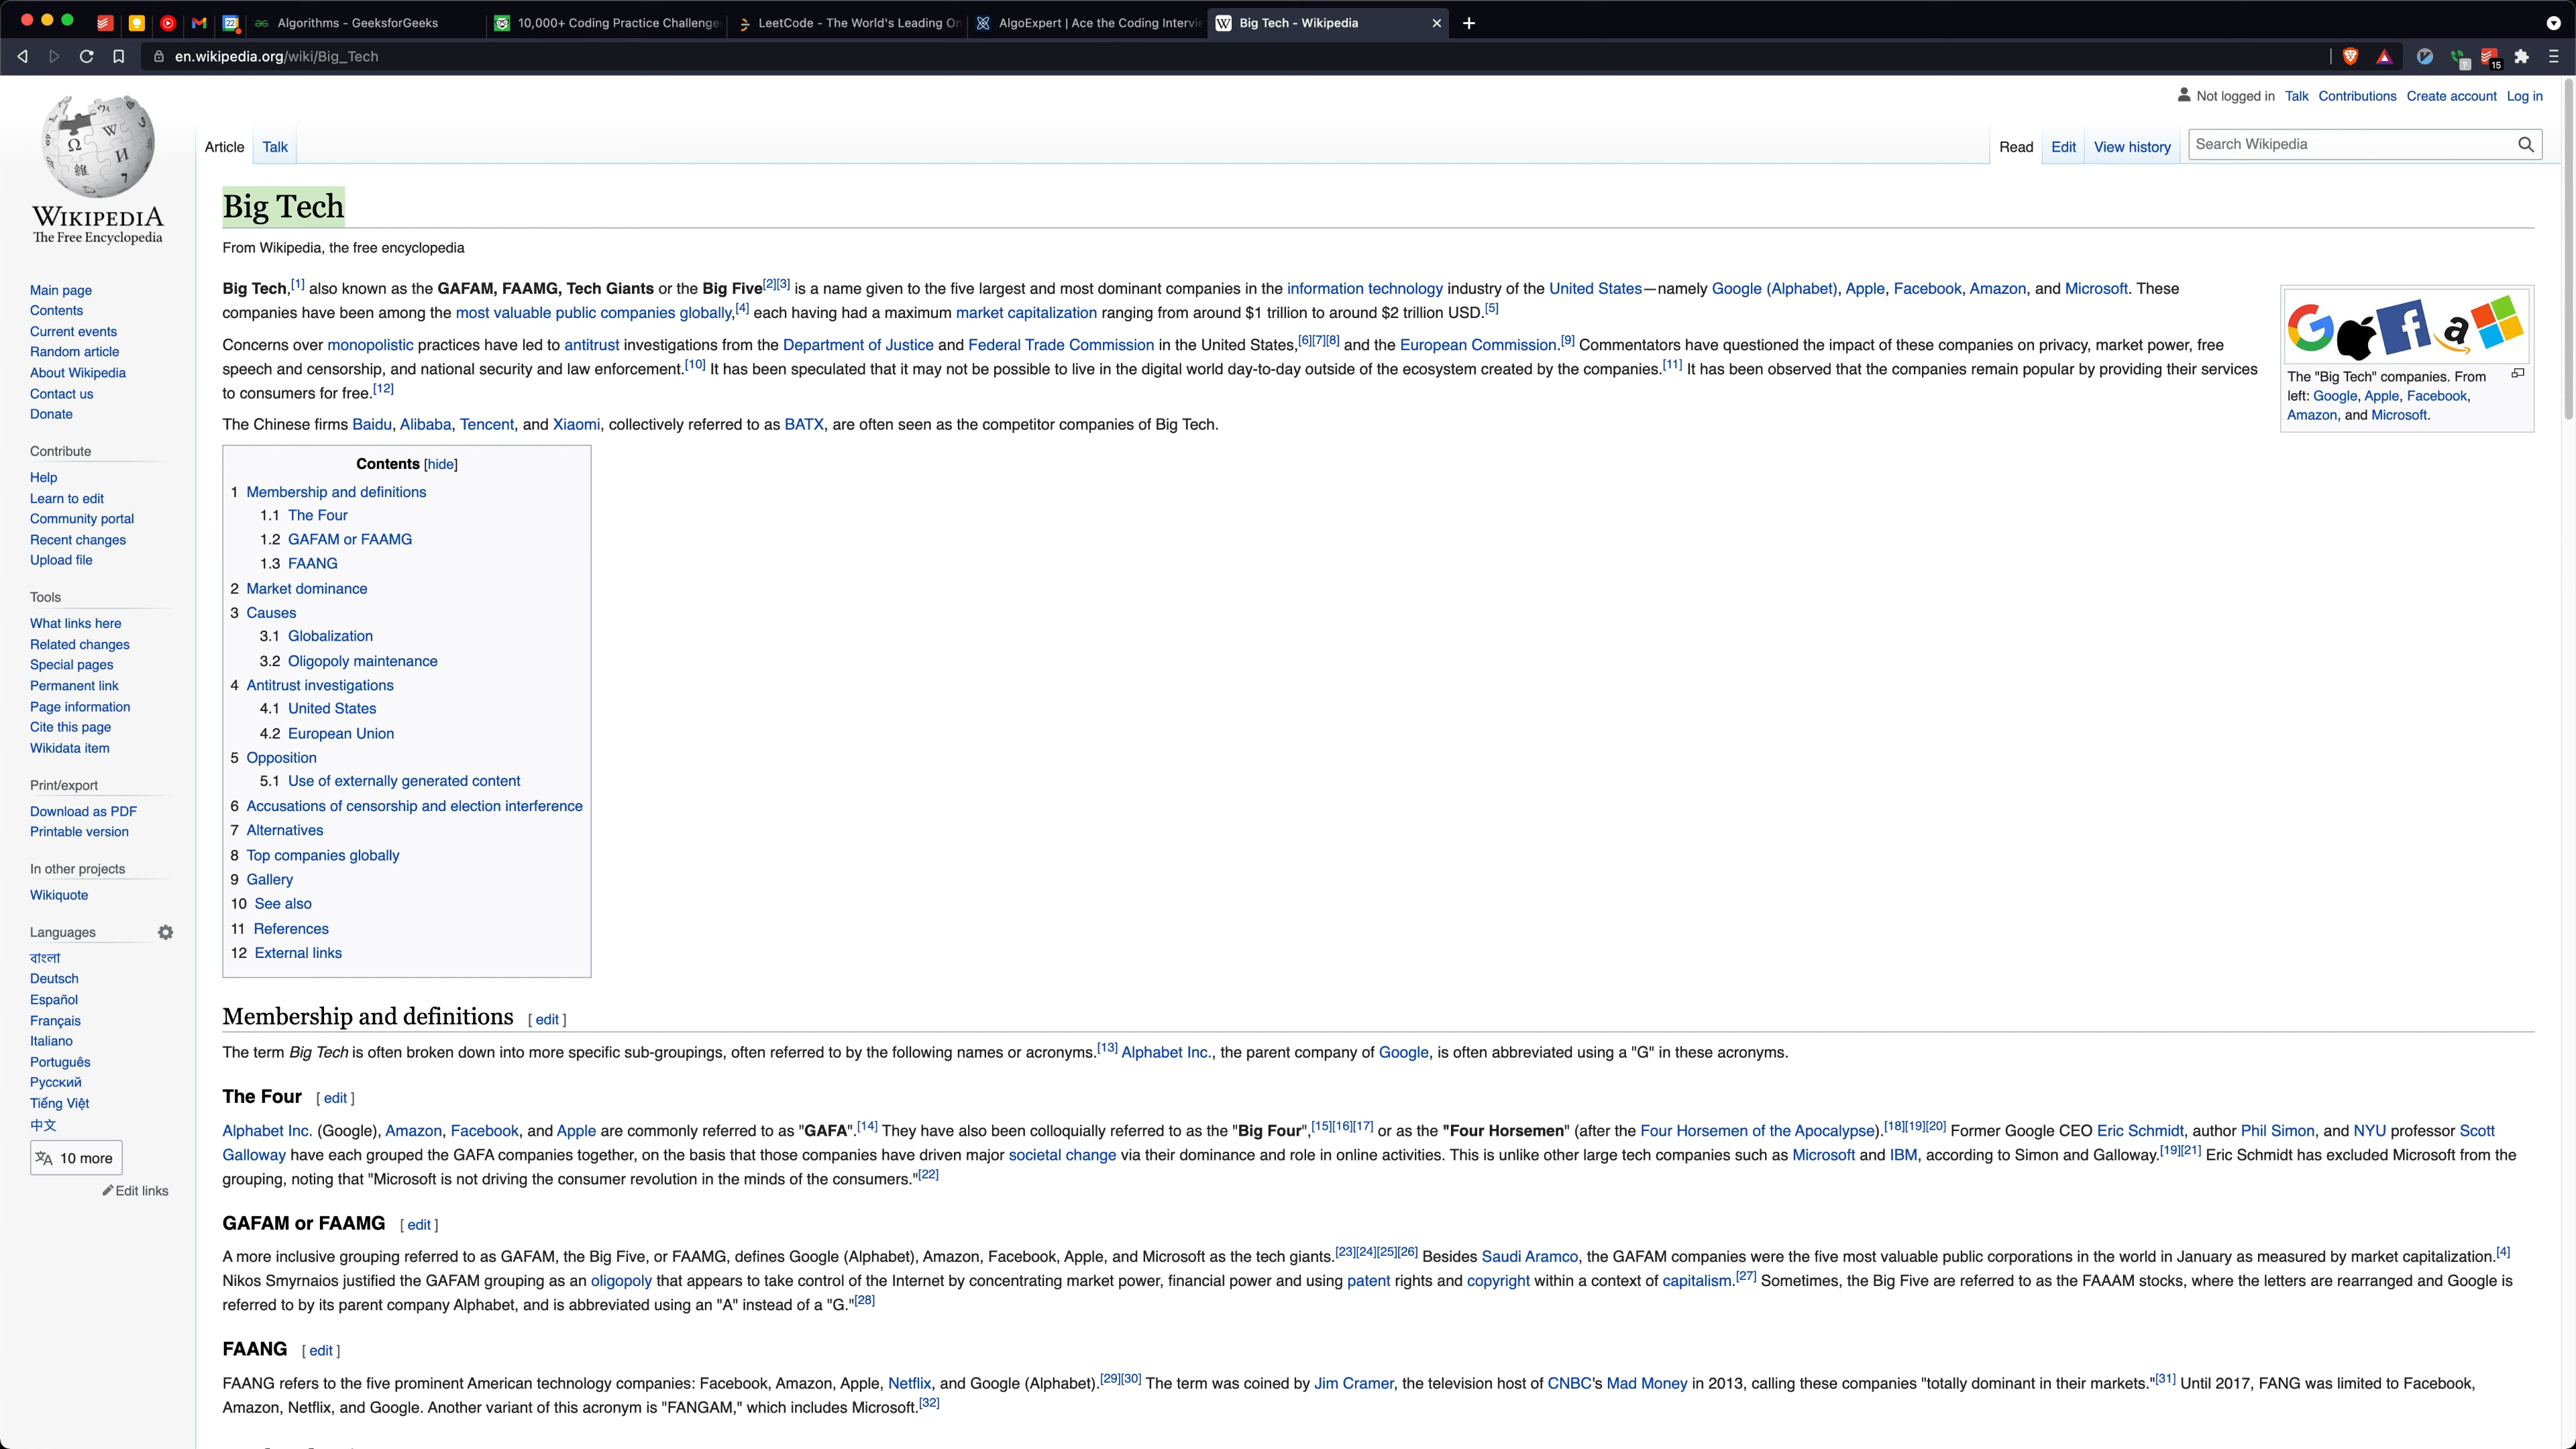 Algorithms - GeeksforGeeks
10,000+ Coding Practice Challenge
LeetCode - The World's Leading On
AlgoExpert | Ace the Coding Intervie
Big Tech - Wikipedia
en.wikipedia.org/wiki/Big_Tech
15
Not logged in Talk Contributions Create account Log in
Article Talk
Read Edit View history Search Wikipedia
WIKIPEDIA
The Free Encyclopedia
Main page
Contents
Current events
Random article
About Wikipedia
Contact us
Donate
Contribute
Help
Learn to edit
Community portal
Recent changes
Upload file
Tools
What links here
Related changes
Special pages
Permanent link
Page information
Cite this page
Wikidata item
Print/export
Download as PDF
Printable version
In other projects
Wikiquote
Languages
বাংলা
Deutsch
Español
Français
Italiano
Português
Русский
Tiếng Việt
中文
10 more
Edit links
Big Tech
From Wikipedia, the free encyclopedia
Big Tech,[1] also known as the GAFAM, FAAMG, Tech Giants or the Big Five[2][3] is a name given to the five largest and most dominant companies in the information technology industry of the United States—namely Google (Alphabet), Apple, Facebook, Amazon, and Microsoft. These
companies have been among the most valuable public companies globally,[4] each having had a maximum market capitalization ranging from around $1 trillion to around $2 trillion USD.[5]
Concerns over monopolistic practices have led to antitrust investigations from the Department of Justice and Federal Trade Commission in the United States,[6][7][8] and the European Commission.[9] Commentators have questioned the impact of these companies on privacy, market power, free
speech and censorship, and national security and law enforcement.[10] It has been speculated that it may not be possible to live in the digital world day-to-day outside of the ecosystem created by the companies.[11] It has been observed that the companies remain popular by providing their services
to consumers for free.[12]
The Chinese firms Baidu, Alibaba, Tencent, and Xiaomi, collectively referred to as BATX, are often seen as the competitor companies of Big Tech.
The "Big Tech" companies. From
left: Google, Apple, Facebook,
Amazon, and Microsoft.
Contents [hide]
1 Membership and definitions
1.1 The Four
1.2 GAFAM or FAAMG
1.3 FAANG
2 Market dominance
3 Causes
3.1 Globalization
3.2 Oligopoly maintenance
4 Antitrust investigations
4.1 United States
4.2 European Union
5 Opposition
5.1 Use of externally generated content
6 Accusations of censorship and election interference
7 Alternatives
8 Top companies globally
9 Gallery
10 See also
11 References
12 External links
Membership and definitions [ edit ]
The term Big Tech is often broken down into more specific sub-groupings, often referred to by the following names or acronyms.[13] Alphabet Inc., the parent company of Google, is often abbreviated using a "G" in these acronyms.
The Four [ edit ]
Alphabet Inc. (Google), Amazon, Facebook, and Apple are commonly referred to as "GAFA".[14] They have also been colloquially referred to as the "Big Four",[15][16][17] or as the "Four Horsemen" (after the Four Horsemen of the Apocalypse).[18][19][20] Former Google CEO Eric Schmidt, author Phil Simon, and NYU professor Scott
Galloway have each grouped the GAFA companies together, on the basis that those companies have driven major societal change via their dominance and role in online activities. This is unlike other large tech companies such as Microsoft and IBM, according to Simon and Galloway.[19][21] Eric Schmidt has excluded Microsoft from the
grouping, noting that "Microsoft is not driving the consumer revolution in the minds of the consumers."[22]
GAFAM or FAAMG [ edit ]
A more inclusive grouping referred to as GAFAM, the Big Five, or FAAMG, defines Google (Alphabet), Amazon, Facebook, Apple, and Microsoft as the tech giants.[23][24][25][26] Besides Saudi Aramco, the GAFAM companies were the five most valuable public corporations in the world in January as measured by market capitalization.[4]
Nikos Smyrnaios justified the GAFAM grouping as an oligopoly that appears to take control of the Internet by concentrating market power, financial power and using patent rights and copyright within a context of capitalism.[27] Sometimes, the Big Five are referred to as the FAAAM stocks, where the letters are rearranged and Google is
referred to by its parent company Alphabet, and is abbreviated using an "A" instead of a "G."[28]
FAANG [ edit ]
FAANG refers to the five prominent American technology companies: Facebook, Amazon, Apple, Netflix, and Google (Alphabet).[29][30] The term was coined by Jim Cramer, the television host of CNBC's Mad Money in 2013, calling these companies "totally dominant in their markets."[31] Until 2017, FANG was limited to Facebook,
Amazon, Netflix, and Google. Another variant of this acronym is "FANGAM," which includes Microsoft.[32]